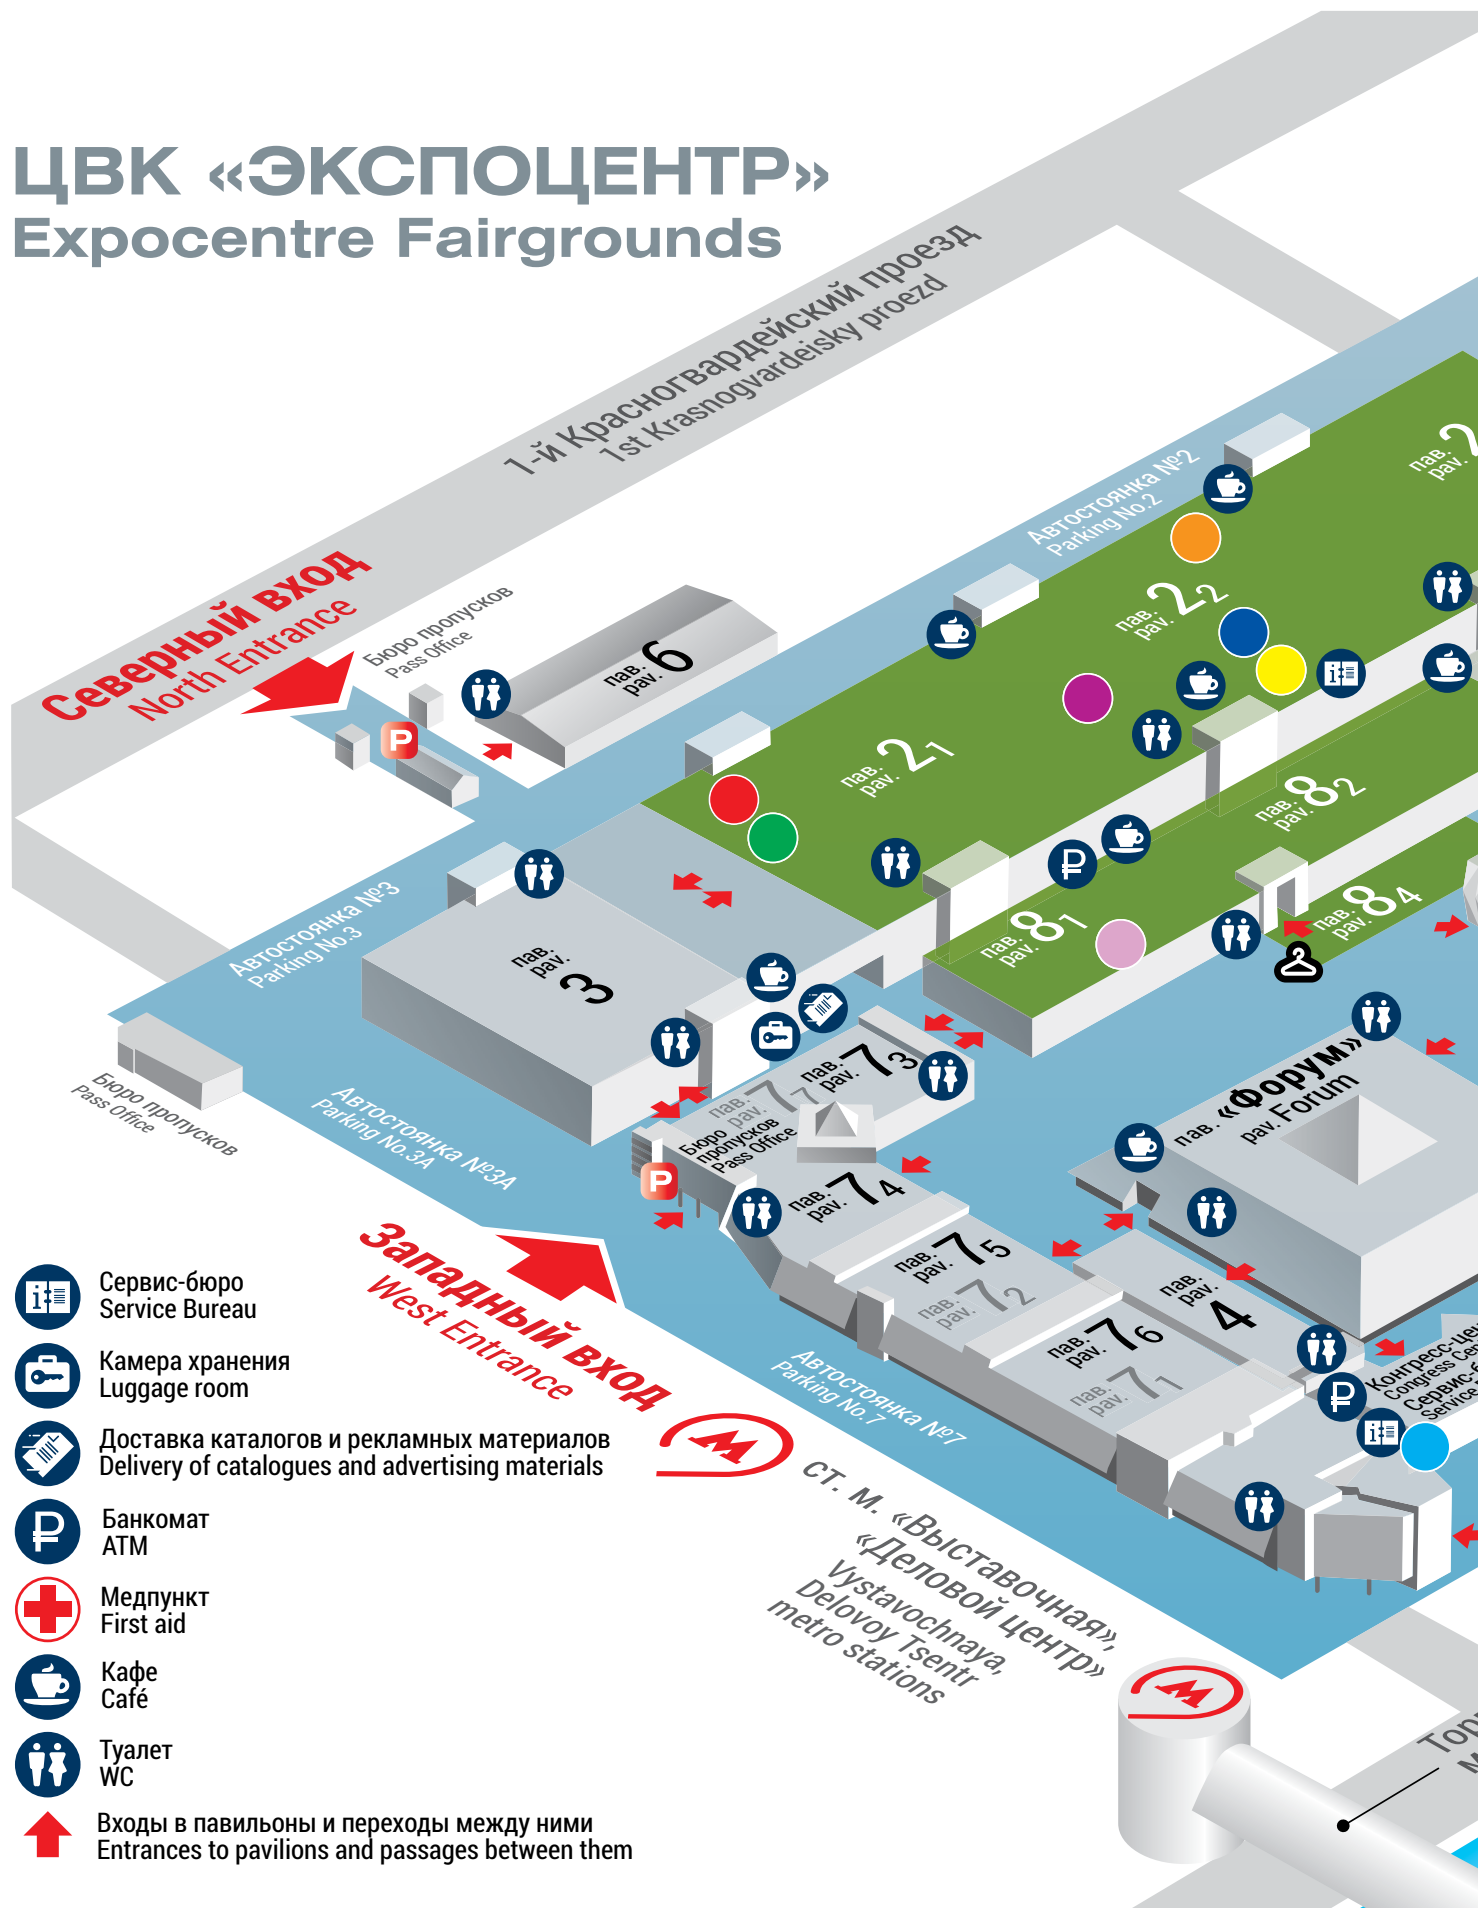 ЦВК «ЭКСПОЦЕНТР»
Expocentre Fairgrounds
1-й Красногвардейский проезд
1st Krasnogvardeisky proezd
Северный вход
North Entrance
Бюро пропусков
Pass Office
P
пав.
pav. 6
Автостоянка №2
Parking No.2
пав.
pav. 2
пав.
pav. 2 2
пав.
pav. 2 1
пав.
pav. 8 2
пав.
pav. 8 1
пав.
pav. 8 4
Автостоянка №3
Parking No.3
пав.
pav. 3
Бюро пропусков
Pass Office
Автостоянка №3А
Parking No.3A
пав.
pav. 7 3
пав.
pav. 7 7
Бюро
пропусков
Pass Office
P
пав.
pav. 7 4
пав.
pav. 7 5
пав.
pav. 7 2
пав.
pav. 7 6
пав.
pav. 7 1
пав.
pav. 4
пав. «Форум»
pav. Forum
Западный вход
West Entrance
Автостоянка №7
Parking No.7
Конгресс-цен
Congress Cen
Сервис-б
Service
ст. м. «Выставочная»,
«Деловой центр»
Vystavochnaya,
Delovoy Tsentr
metro stations
Сервис-бюро
Service Bureau
Камера хранения
Luggage room
Доставка каталогов и рекламных материалов
Delivery of catalogues and advertising materials
Банкомат
ATM
Медпункт
First aid
Кафе
Café
Туалет
WC
Входы в павильоны и переходы между ними
Entrances to pavilions and passages between them